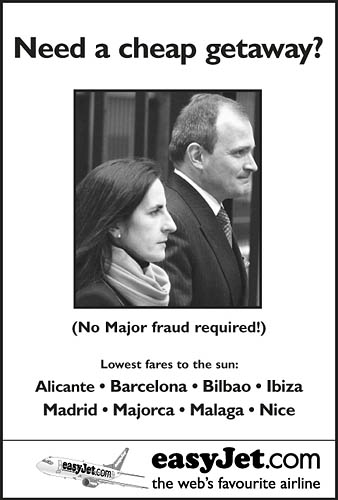 Need a cheap getaway?
(No Major fraud required!)
Lowest fares to the sun:
Alicante • Barcelona • Bilbao • Ibiza
Madrid • Majorca • Malaga • Nice
easyJet.com
easyJet.com
the web's favourite airline